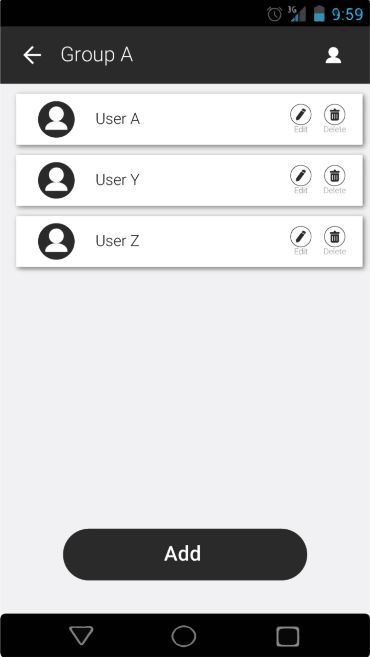 3G 9:59
Group A
User A
Edit Delete
User Y
Edit Delete
User Z
Edit Delete
Add